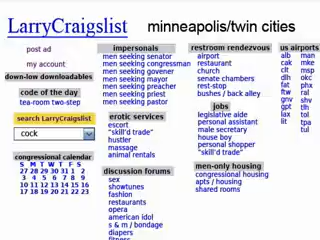 LarryCraigslist
minneapolis/twin cities
post ad
my account
down-low downloadables
code of the day
tea-room two-step
search LarryCraigslist
cock
congressional calendar
S M T W T F S
27 28 29 30 31 1 2
3 4 5 6 7 8 9
10 11 12 13 14 15 16
17 18 19 20 21 22 23
impersonals
men seeking senator
men seeking congressman
men seeking govener
men seeking mayor
men seeking preacher
men seeking priest
men seeking pastor
erotic services
escort
"skill'd trade"
hustler
massage
animal rentals
discussion forums
sex
showtunes
fashion
restaurants
opera
american idol
s & m / bondage
diapers
fitness
restroom rendezvous
airport
restaurant
church
senate chambers
rest-stop
bushes / back alley
jobs
legislative aide
personal assistant
male secretary
house boy
personal shopper
"skill'd trade"
men-only housing
congressional housing
apts / housing
shared rooms
us airports
alb man
cak mke
clt msp
dlh okc
fat phx
ftw ral
gnv shv
gpt tlh
lax tol
lit tpa
tul